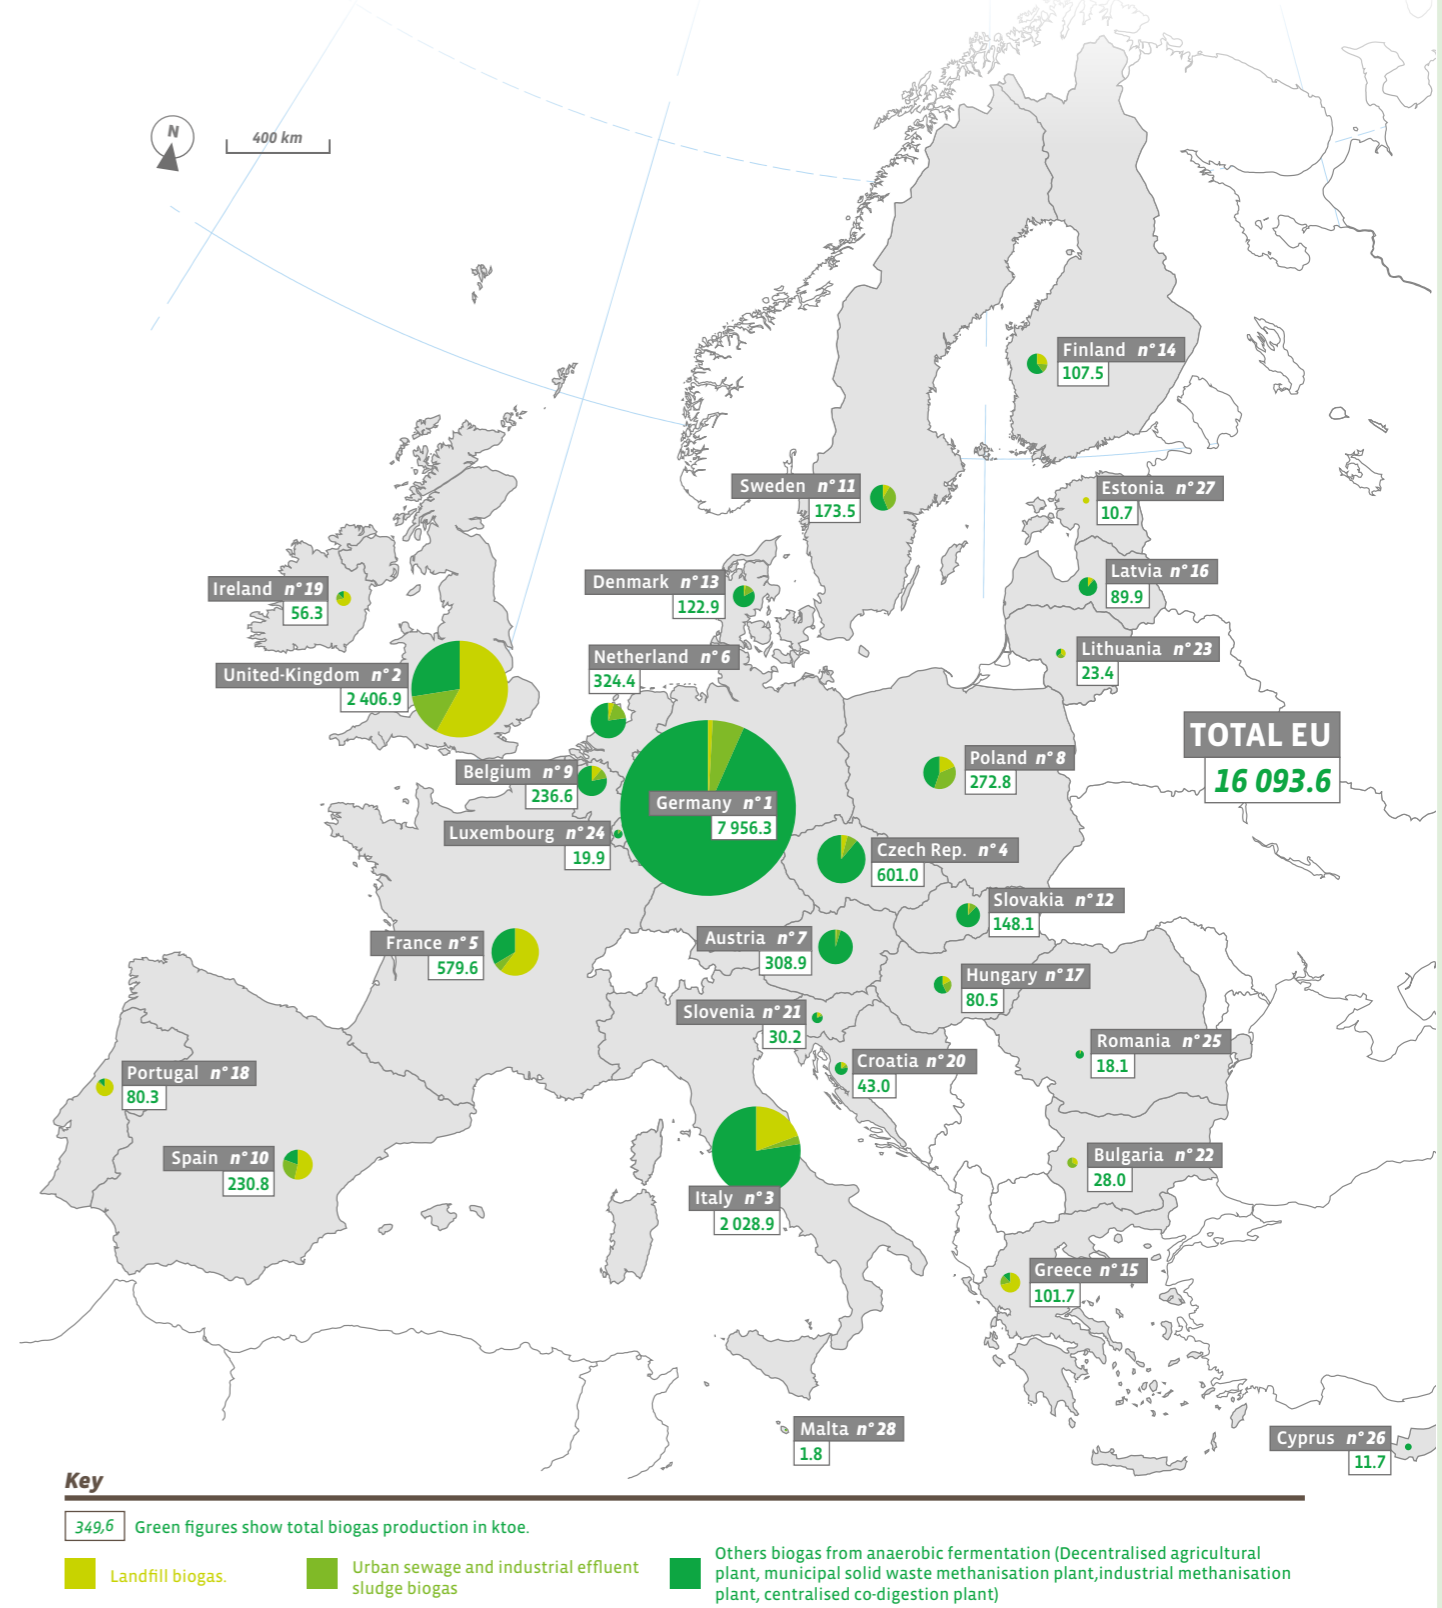 N
400 km
Finland n° 14
107.5
Sweden n° 11
173.5
Estonia n° 27
10.7
Latvia n° 16
89.9
Denmark n° 13
122.9
Ireland n° 19
56.3
Lithuania n° 23
23.4
Netherland n° 6
324.4
United-Kingdom n° 2
2 406.9
TOTAL EU
16 093.6
Poland n° 8
272.8
Belgium n° 9
236.6
Germany n° 1
7 956.3
Luxembourg n° 24
19.9
Czech Rep. n° 4
601.0
Slovakia n° 12
148.1
France n° 5
579.6
Austria n° 7
308.9
Hungary n° 17
80.5
Slovenia n° 21
30.2
Romania n° 25
18.1
Croatia n° 20
43.0
Portugal n° 18
80.3
Spain n° 10
230.8
Bulgaria n° 22
28.0
Italy n° 3
2 028.9
Greece n° 15
101.7
Malta n° 28
1.8
Cyprus n° 26
11.7
Key
349,6 Green figures show total biogas production in ktoe.
Landfill biogas.
Urban sewage and industrial effluent
sludge biogas
Others biogas from anaerobic fermentation (Decentralised agricultural
plant, municipal solid waste methanisation plant,industrial methanisation
plant, centralised co-digestion plant)